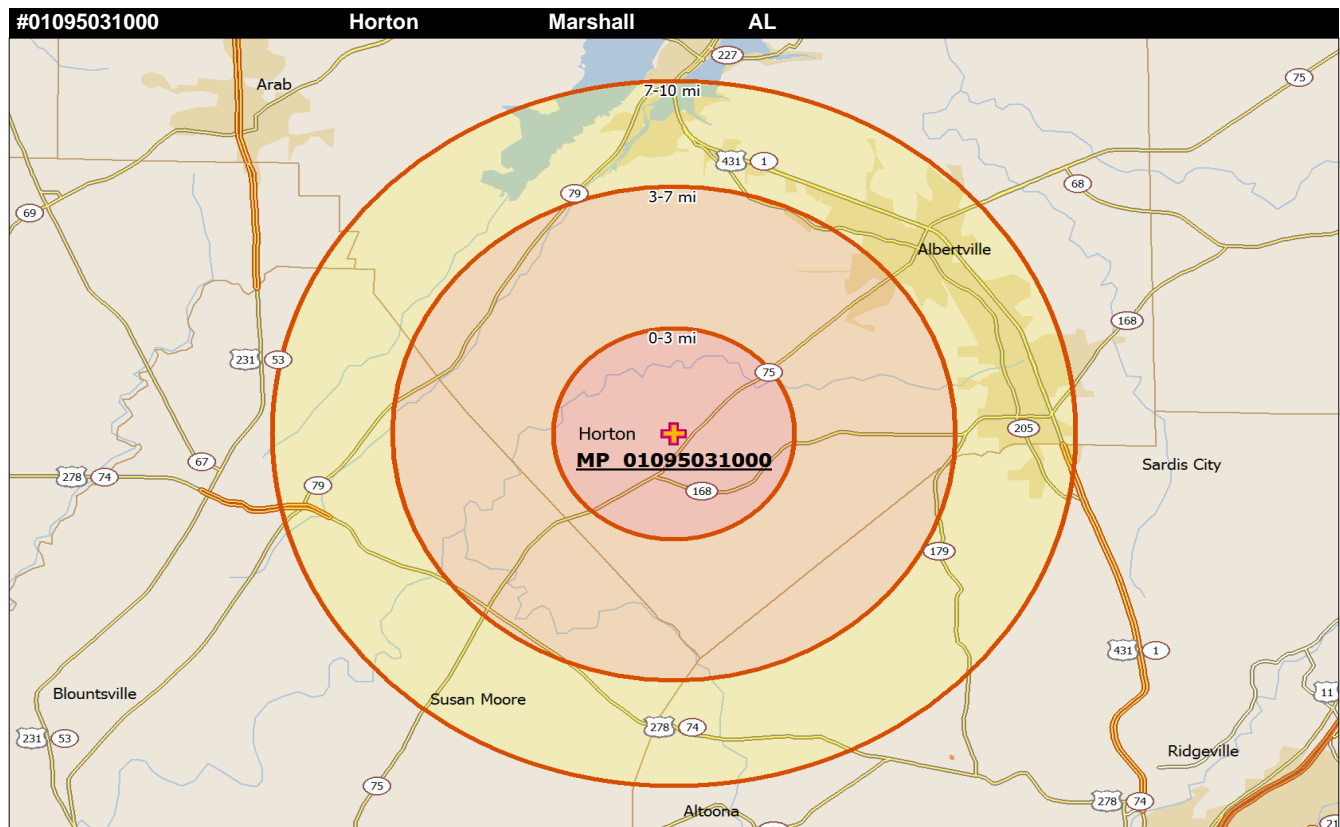 #01095031000 Horton Marshall AL
227
75
Arab
7-10 mi
431 1
79
3-7 mi
68
69
Albertville
168
0-3 mi
231 53
75
205
Horton
MP 01095031000
67
Sardis City
278 74
79
168
179
431 1
Blountsville
Susan Moore
11
278 74
231 53
Ridgeville
75
278 74
Altoona
21